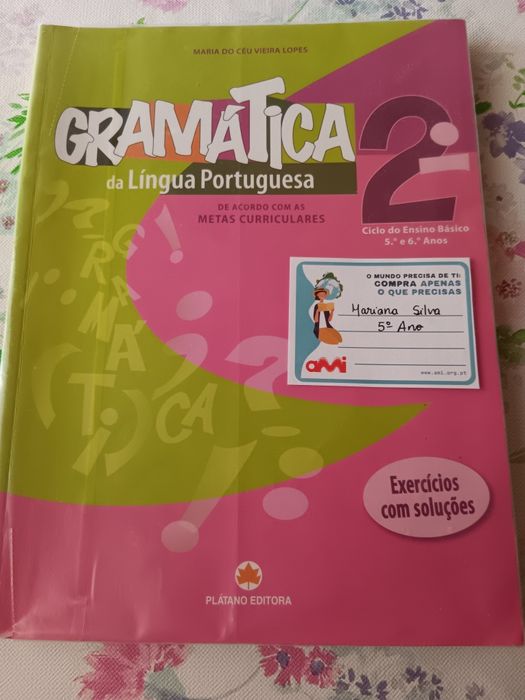 MARIA DO CÉU VIEIRA LOPES
GRAMÁTICA
da Língua Portuguesa
DE ACORDO COM AS
METAS CURRICULARES
2.º
Ciclo do Ensino Básico
5.º e 6.º Anos
O MUNDO PRECISA DE TI:
COMPRA APENAS
O QUE PRECISAS
Mariana Silva
5º Ano
AMI
www.ami.org.pt
GRAMÁTICA
Exercícios
com soluções
PLÁTANO EDITORA